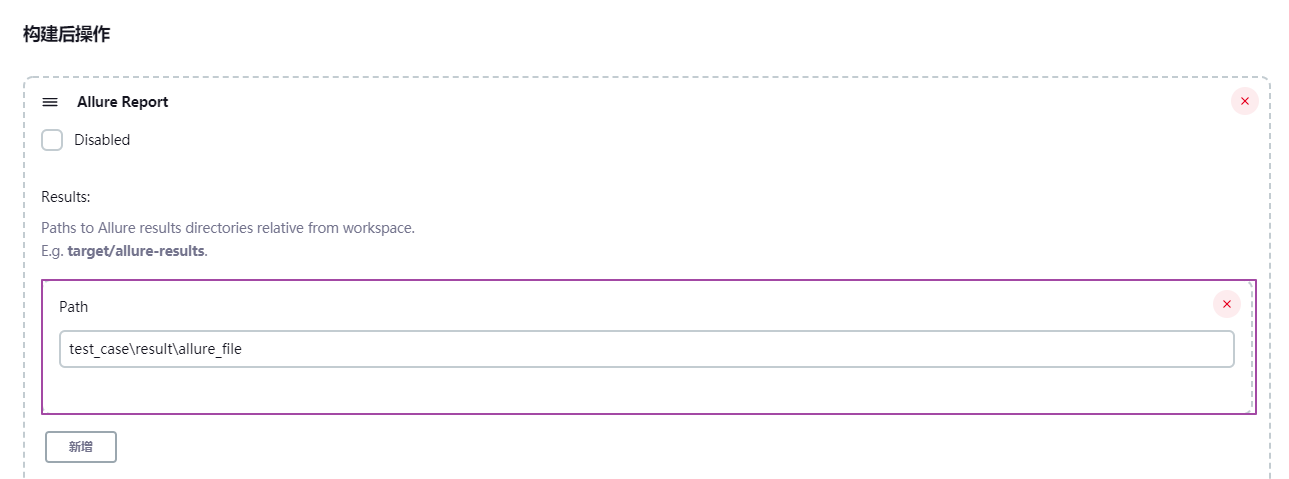 构建后操作
Allure Report
Disabled
Results:
Paths to Allure results directories relative from workspace.
E.g. target/allure-results.
Path
test_case\result\allure_file
新增